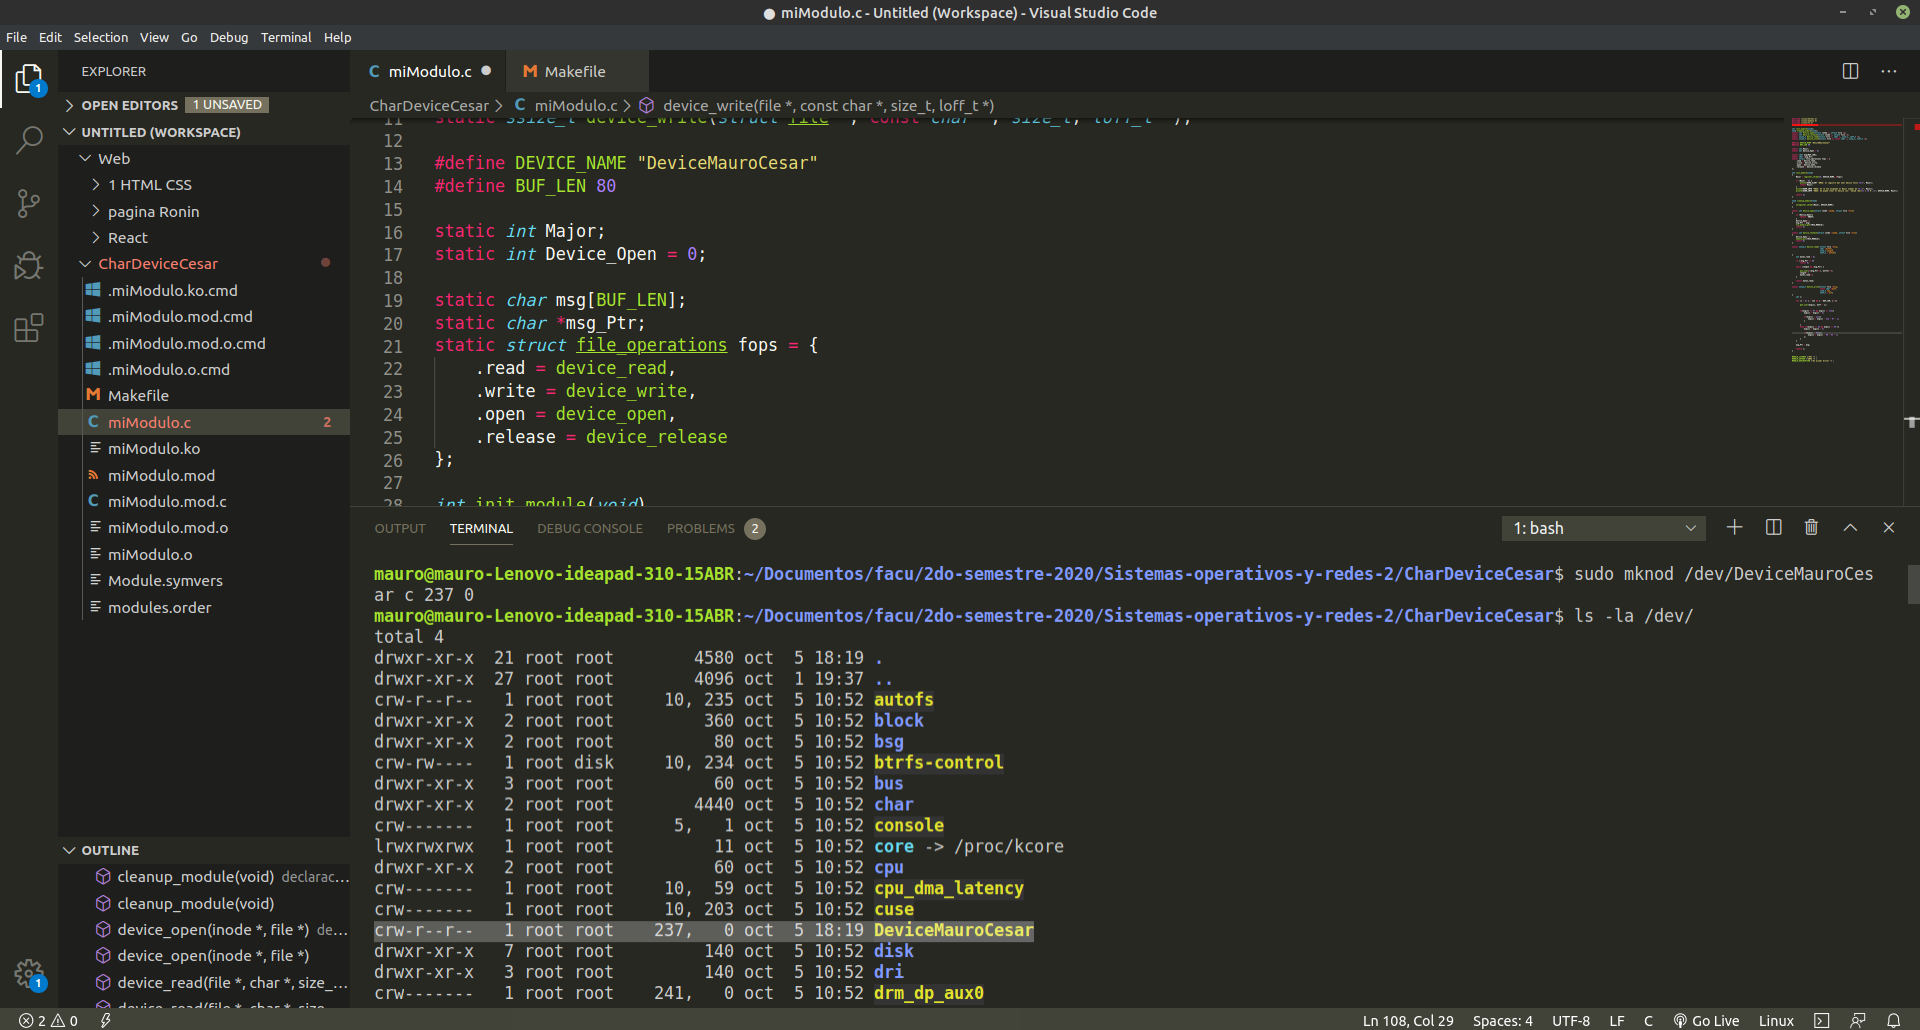 ● miModulo.c - Untitled (Workspace) - Visual Studio Code
File Edit Selection View Go Debug Terminal Help
EXPLORER
OPEN EDITORS 1 UNSAVED
UNTITLED (WORKSPACE)
Web
1 HTML CSS
pagina Ronin
React
CharDeviceCesar
.miModulo.ko.cmd
.miModulo.mod.cmd
.miModulo.mod.o.cmd
.miModulo.o.cmd
Makefile
miModulo.c 2
miModulo.ko
miModulo.mod
miModulo.mod.c
miModulo.mod.o
miModulo.o
Module.symvers
modules.order
OUTLINE
cleanup_module(void) declarac...
cleanup_module(void)
device_open(inode *, file *) de...
device_open(inode *, file *)
device_read(file *, char *, size_...
device_read(file *, char *, size_
1
1
miModulo.c ●
Makefile
CharDeviceCesar > C miModulo.c > device_write(file *, const char *, size_t, loff_t *)
11 static ssize_t device_write(struct file *, const char *, size_t, loff_t *);
12
13 #define DEVICE_NAME "DeviceMauroCesar"
14 #define BUF_LEN 80
15
16 static int Major;
17 static int Device_Open = 0;
18
19 static char msg[BUF_LEN];
20 static char *msg_Ptr;
21 static struct file_operations fops = {
22 .read = device_read,
23 .write = device_write,
24 .open = device_open,
25 .release = device_release
26 };
27
28 int init_module(void)
OUTPUT TERMINAL DEBUG CONSOLE PROBLEMS 2
1: bash
mauro@mauro-Lenovo-ideapad-310-15ABR:~/Documentos/facu/2do-semestre-2020/Sistemas-operativos-y-redes-2/CharDeviceCesar$ sudo mknod /dev/DeviceMauroCes
ar c 237 0
mauro@mauro-Lenovo-ideapad-310-15ABR:~/Documentos/facu/2do-semestre-2020/Sistemas-operativos-y-redes-2/CharDeviceCesar$ ls -la /dev/
total 4
drwxr-xr-x 21 root root 4580 oct 5 18:19 .
drwxr-xr-x 27 root root 4096 oct 1 19:37 ..
crw-r--r-- 1 root root 10, 235 oct 5 10:52 autofs
drwxr-xr-x 2 root root 360 oct 5 10:52 block
drwxr-xr-x 2 root root 80 oct 5 10:52 bsg
crw-rw---- 1 root disk 10, 234 oct 5 10:52 btrfs-control
drwxr-xr-x 3 root root 60 oct 5 10:52 bus
drwxr-xr-x 2 root root 4440 oct 5 10:52 char
crw------- 1 root root 5, 1 oct 5 10:52 console
lrwxrwxrwx 1 root root 11 oct 5 10:52 core -> /proc/kcore
drwxr-xr-x 2 root root 60 oct 5 10:52 cpu
crw------- 1 root root 10, 59 oct 5 10:52 cpu_dma_latency
crw------- 1 root root 10, 203 oct 5 10:52 cuse
crw-r--r-- 1 root root 237, 0 oct 5 18:19 DeviceMauroCesar
drwxr-xr-x 7 root root 140 oct 5 10:52 disk
drwxr-xr-x 3 root root 140 oct 5 10:52 dri
crw------- 1 root root 241, 0 oct 5 10:52 drm_dp_aux0
2 0
Ln 108, Col 29 Spaces: 4 UTF-8 LF C Go Live Linux